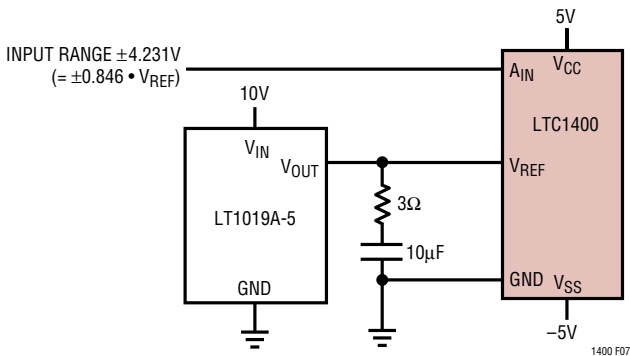 5V
INPUT RANGE ±4.231V
(= ±0.846 • VREF)
AIN
VCC
10V
LTC1400
VIN
VOUT
VREF
3Ω
LT1019A-5
10µF
GND
GND
VSS
–5V
1400 F07